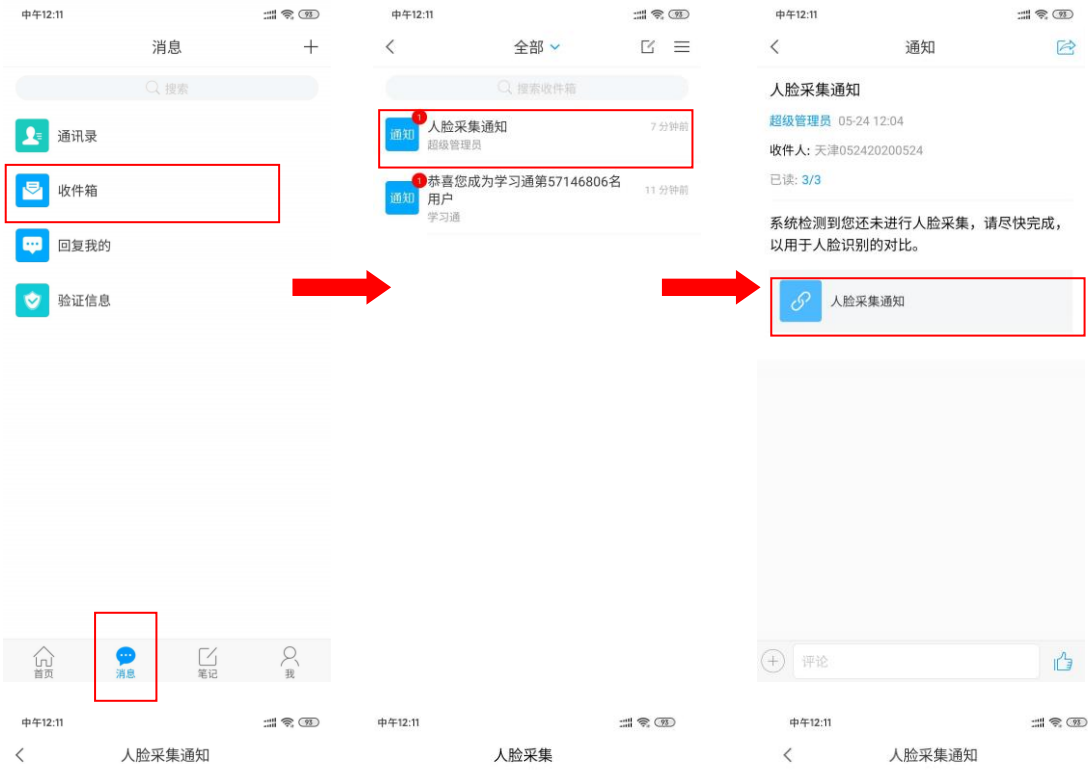 中午12:11
93
消息
搜索
通讯录
收件箱
回复我的
验证信息
首页
消息
笔记
我
中午12:11
93
全部
搜索收件箱
通知
1
人脸采集通知
7 分钟前
超级管理员
通知
1
恭喜您成为学习通第57146806名
用户
11 分钟前
学习通
中午12:11
93
通知
人脸采集通知
超级管理员 05-24 12:04
收件人: 天津052420200524
已读: 3/3
系统检测到您还未进行人脸采集，请尽快完成，
以用于人脸识别的对比。
人脸采集通知
评论
中午12:11
93
人脸采集通知
中午12:11
93
人脸采集
中午12:11
93
人脸采集通知